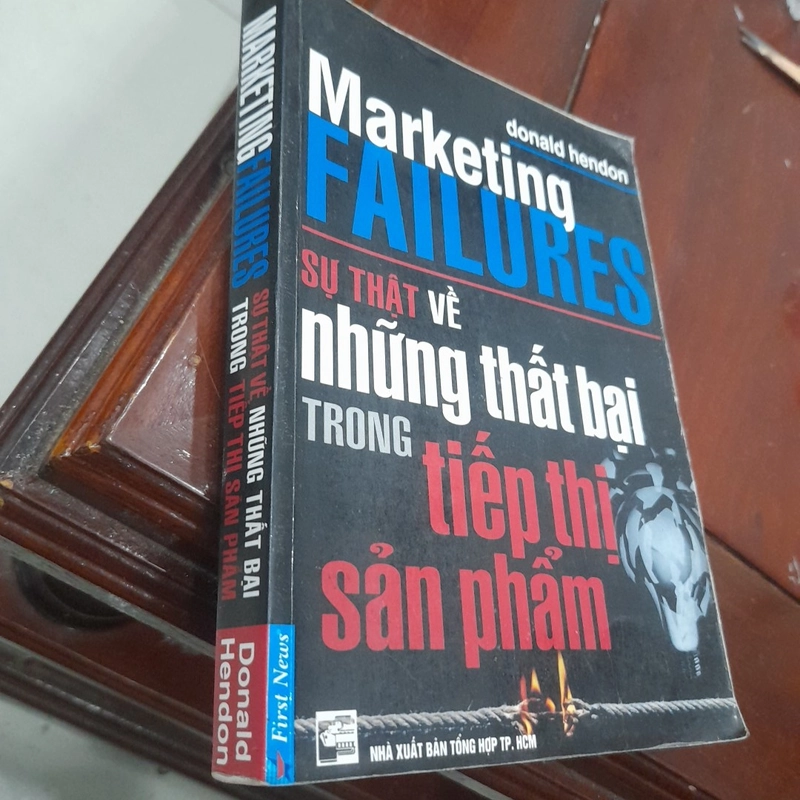 donald hendon
Marketing
FAILURES
SỰ THẬT VỀ
những thất bại
TRONG
tiếp thị
sản phẩm
NHÀ XUẤT BẢN TỔNG HỢP TP. HCM
MARKETING FAILURES
SỰ THẬT VỀ NHỮNG THẤT BẠI
TRONG TIẾP THỊ SẢN PHẨM
Donald
Hendon
First News